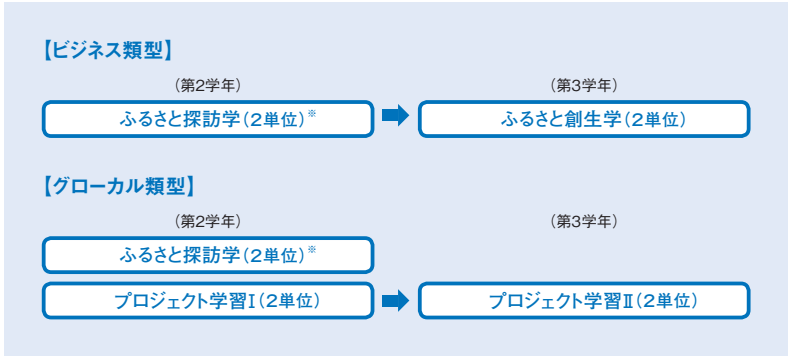 【ビジネス類型】
（第2学年） （第3学年）
ふるさと探訪学（2単位）※ ふるさと創生学（2単位）
【グローカル類型】
（第2学年） （第3学年）
ふるさと探訪学（2単位）※
プロジェクト学習Ⅰ（2単位） プロジェクト学習Ⅱ（2単位）